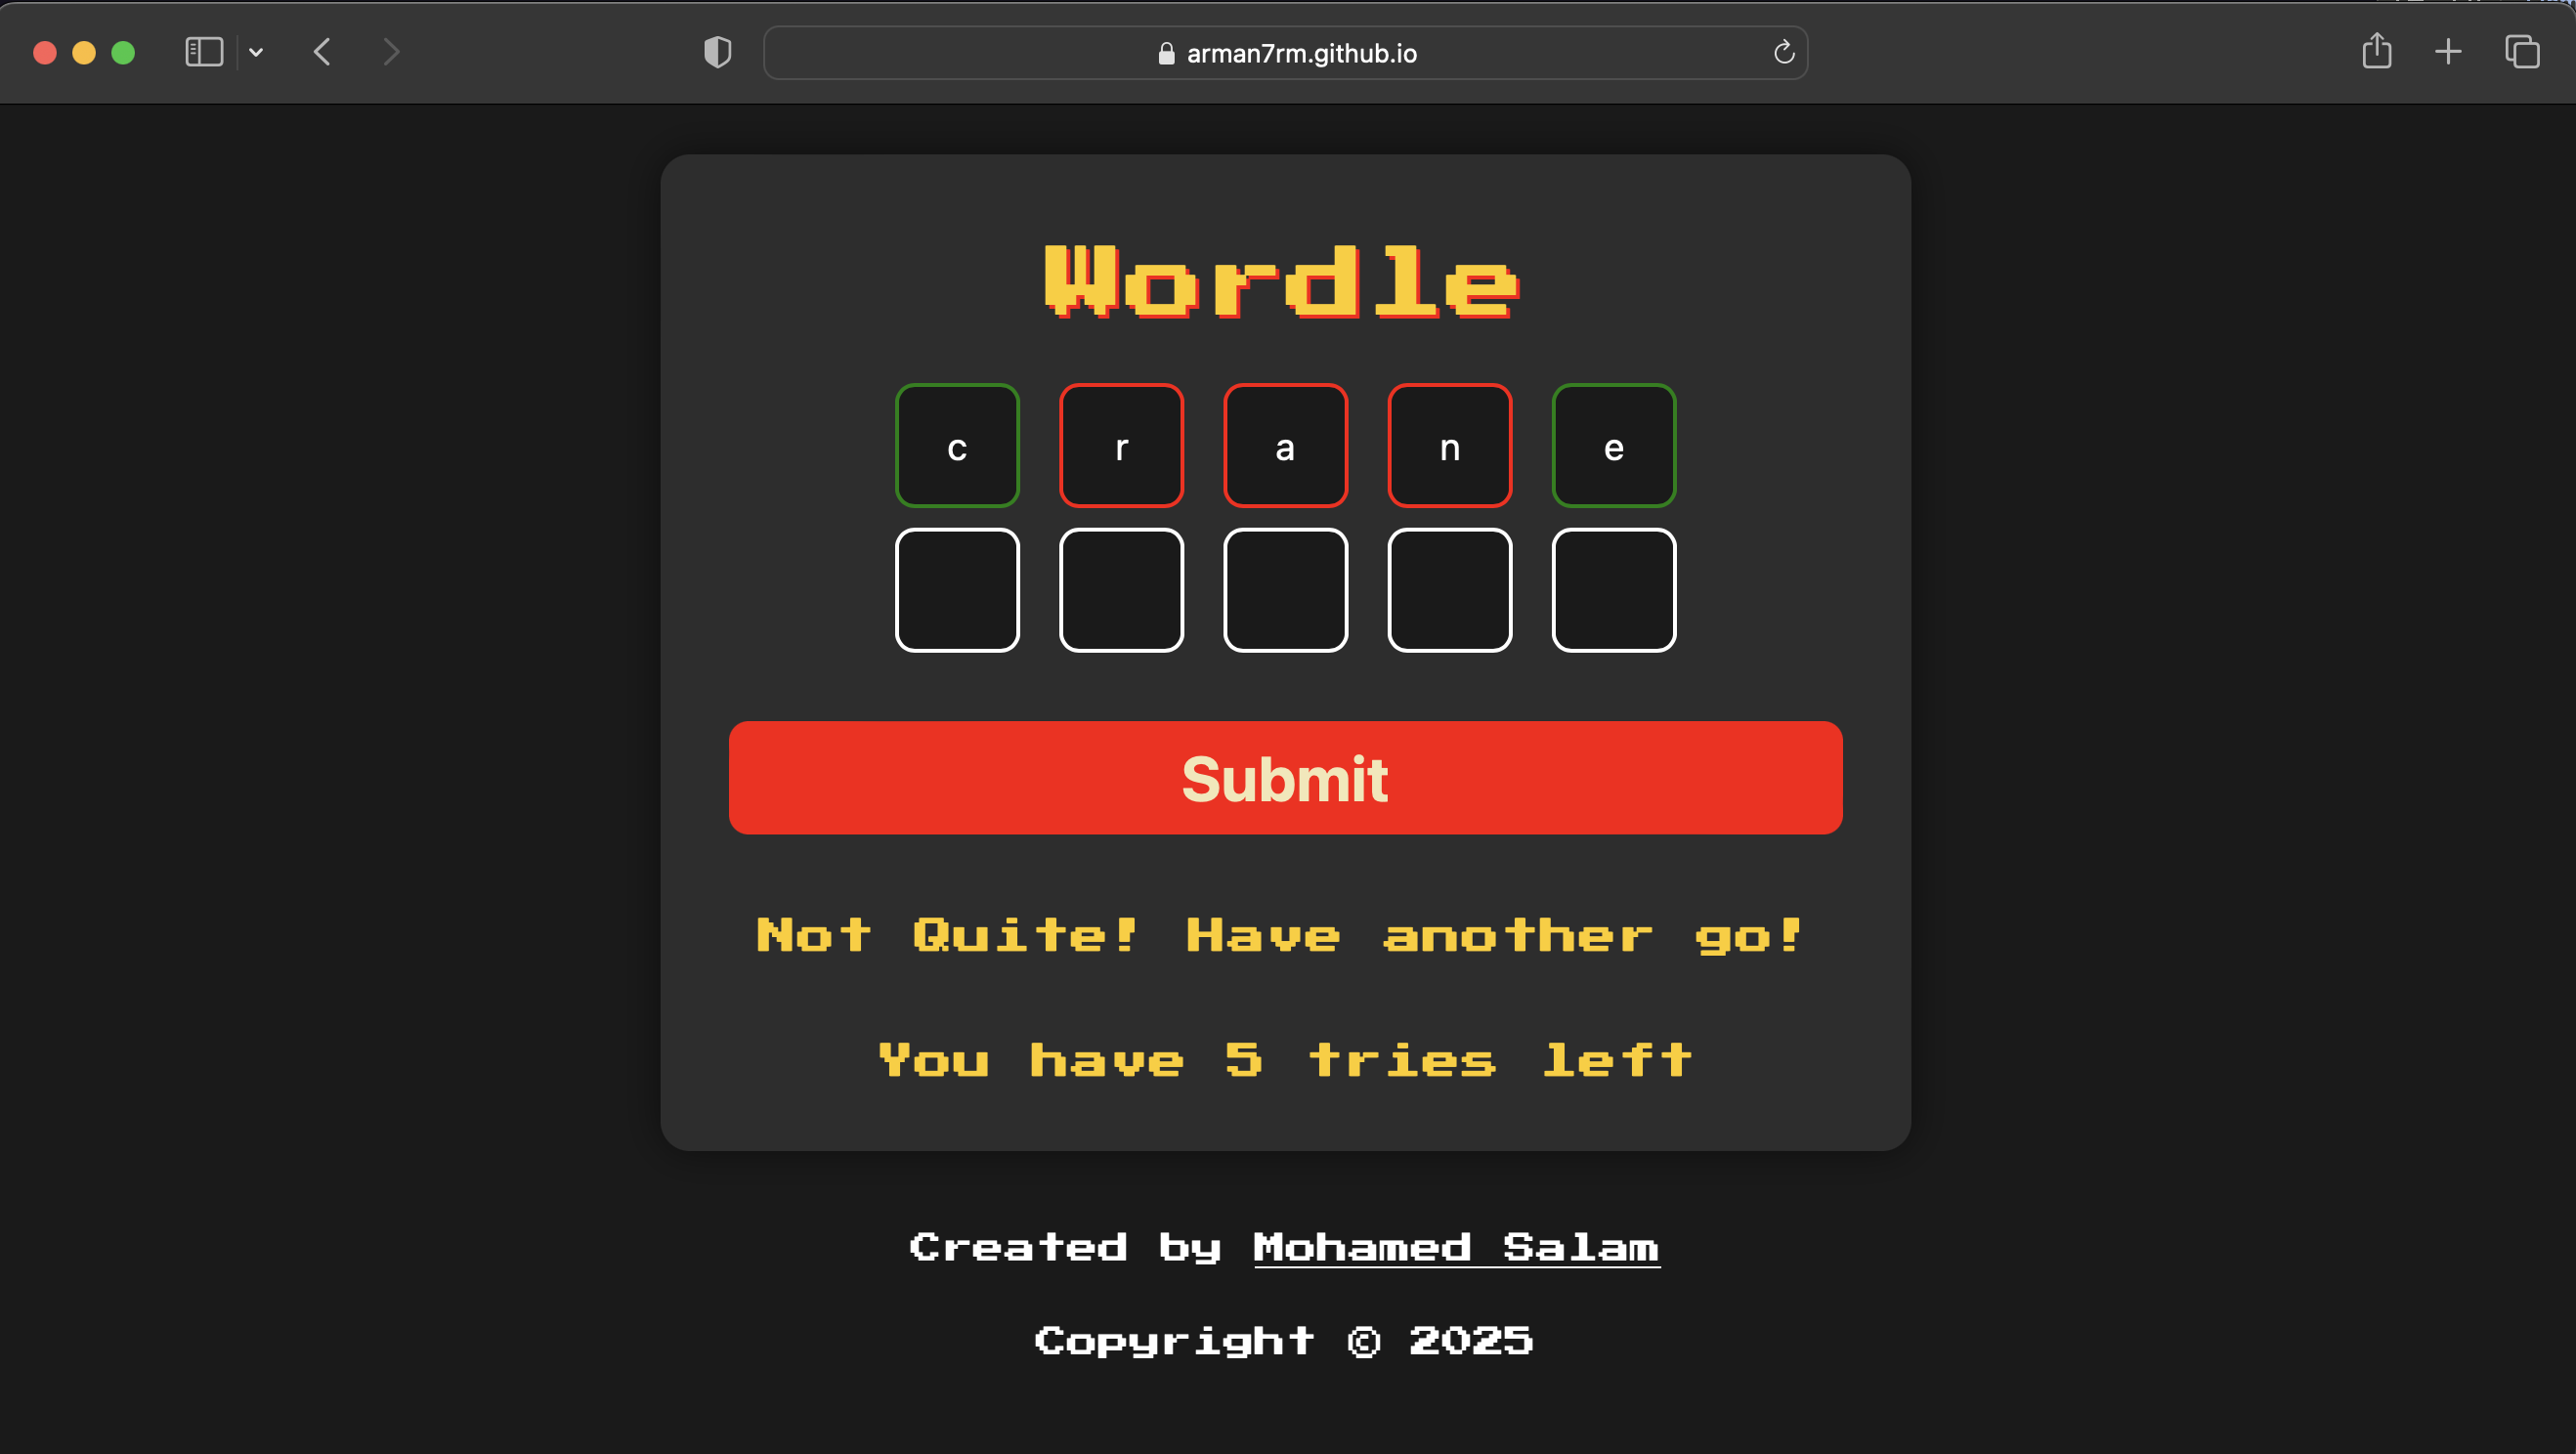 arman7rm.github.io
Wordle
c r a n e
Submit
Not Quite! Have another go!
You have 5 tries left
Created by Mohamed Salam
Copyright © 2025